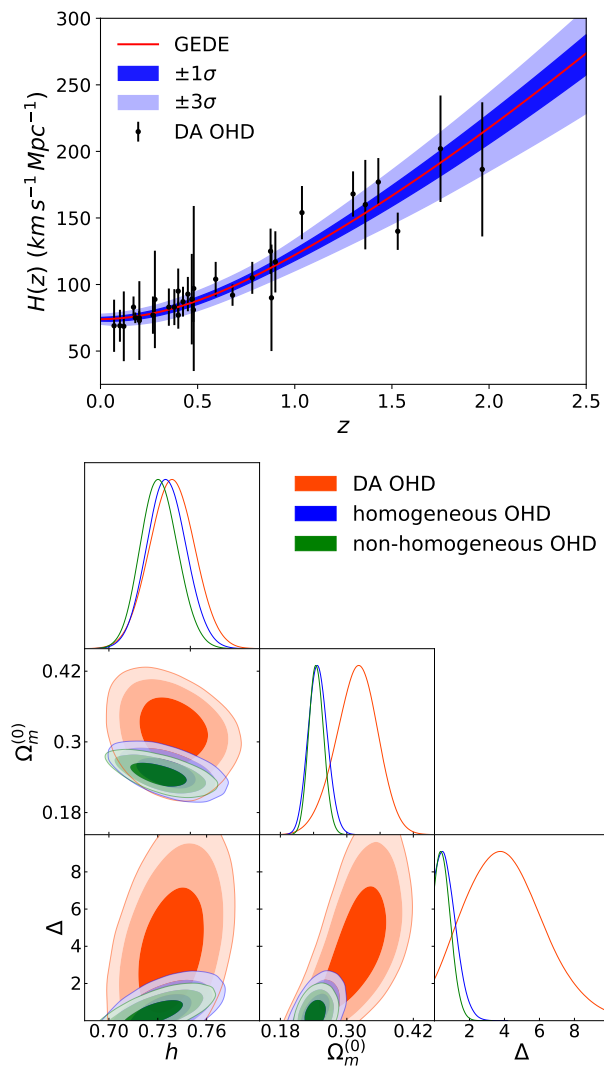 300
250
200
150
100
50
H(z) (km s⁻¹ Mpc⁻¹)
GEDE
±1σ
±3σ
DA OHD
0.0 0.5 1.0 1.5 2.0 2.5
z
DA OHD
homogeneous OHD
non-homogeneous OHD
0.42
0.3
0.18
Ω_m^(0)
8
6
4
2
Δ
0.70 0.73 0.76
h
0.18 0.30 0.42
Ω_m^(0)
2 4 6 8
Δ